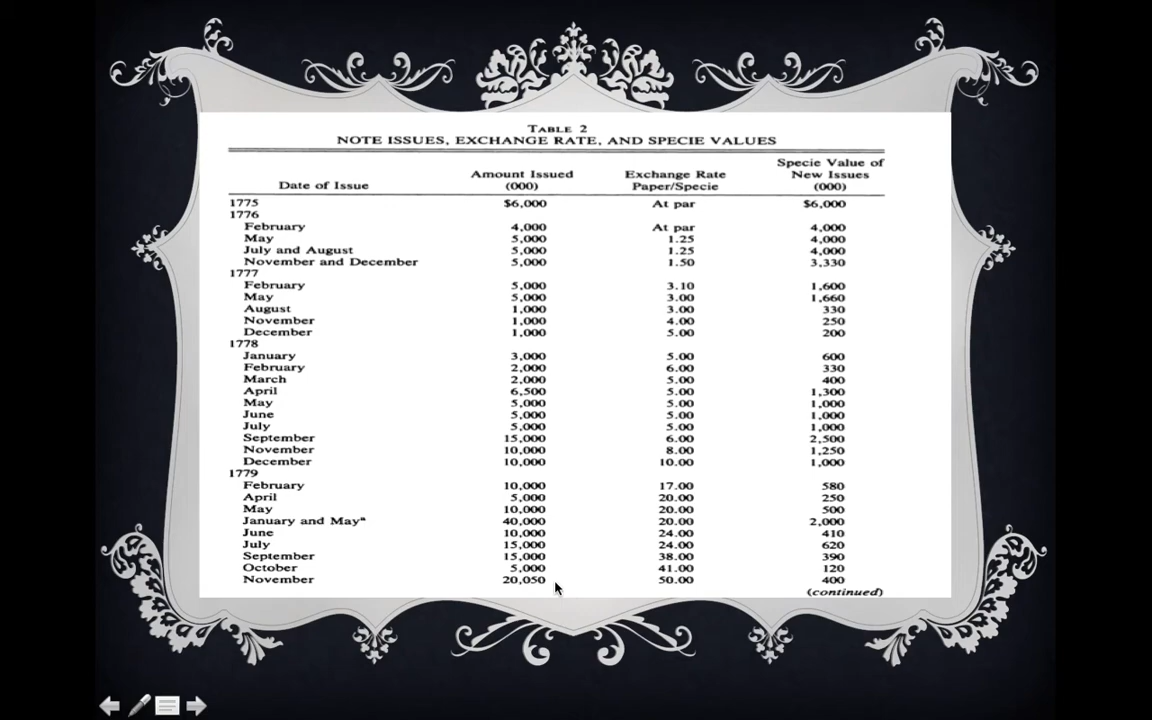 TABLE 2
NOTE ISSUES, EXCHANGE RATE, AND SPECIE VALUES
Date of Issue Amount Issued (000) Exchange Rate Paper/Specie Specie Value of New Issues (000)
1775 $6,000 At par $6,000
1776
February 4,000 At par 4,000
May 5,000 1.25 4,000
July and August 5,000 1.25 4,000
November and December 5,000 1.50 3,330
1777
February 5,000 3.10 1,600
May 5,000 3.00 1,660
August 1,000 3.00 330
November 1,000 4.00 250
December 1,000 5.00 200
1778
January 3,000 5.00 600
February 2,000 6.00 330
March 2,000 5.00 400
April 6,500 5.00 1,300
May 5,000 5.00 1,000
June 5,000 5.00 1,000
July 5,000 5.00 1,000
September 15,000 6.00 2,500
November 10,000 8.00 1,250
December 10,000 10.00 1,000
1779
February 10,000 17.00 580
April 5,000 20.00 250
May 10,000 20.00 500
January and Mayª 40,000 20.00 2,000
June 10,000 24.00 410
July 15,000 24.00 620
September 15,000 38.00 390
October 5,000 41.00 120
November 20,050 50.00 400
(continued)